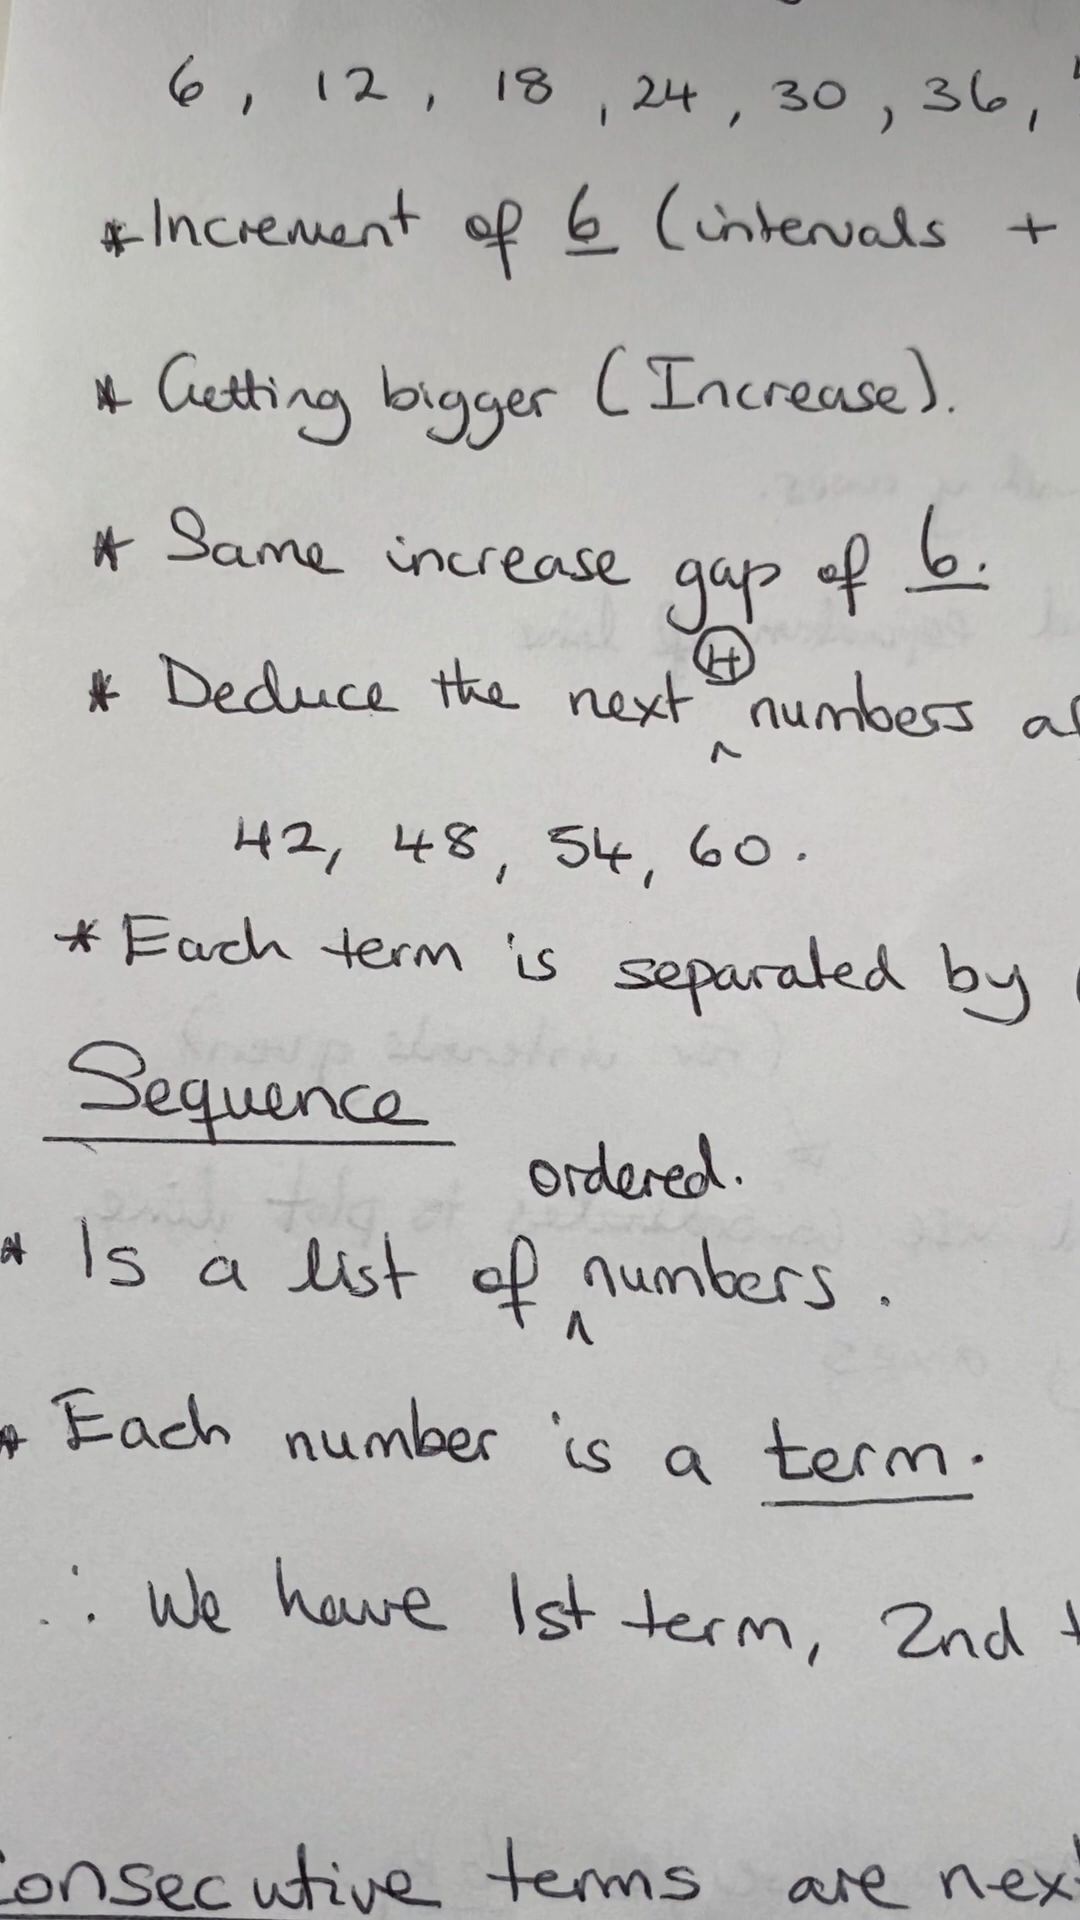 6, 12, 18, 24, 30, 36,
* Increment of 6 (intervals +
* Getting bigger (Increase).
* Same increase gap of 6.
* Deduce the next 4 numbers
42, 48, 54, 60.
* Each term is separated by
Sequence
* Is a list of ordered. numbers.
* Each number is a term.
∴ We have 1st term, 2nd
Consecutive terms are